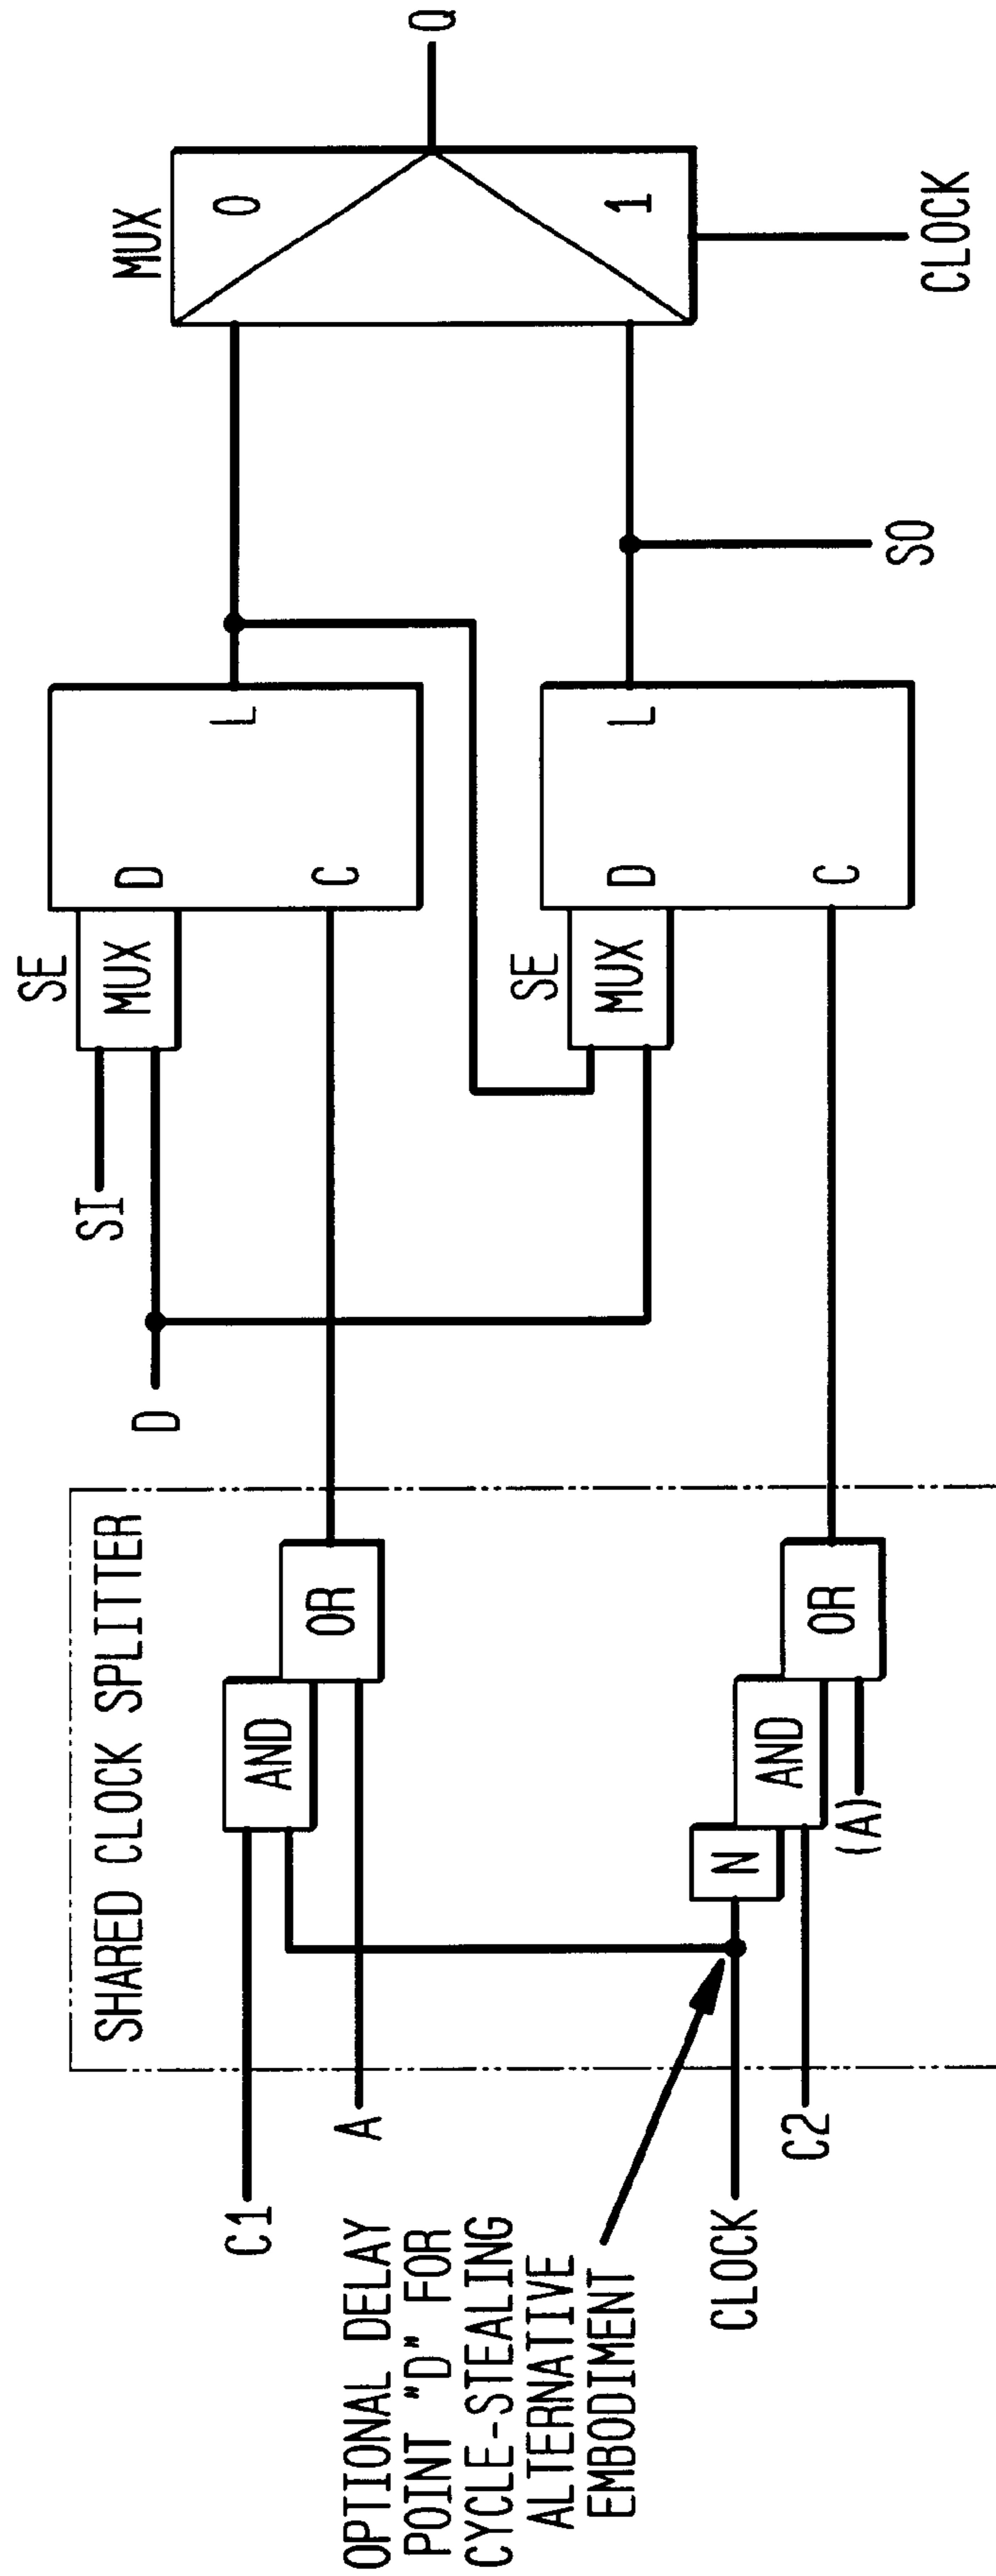 SHARED CLOCK SPLITTER
C1
A
CLOCK
C2
(A)
AND
OR
N
AND
OR
OPTIONAL DELAY
POINT "D" FOR
CYCLE-STEALING
ALTERNATIVE
EMBODIMENT
D
SI
SE
MUX
D
C
L
SE
MUX
D
C
L
SO
MUX
0
1
CLOCK
Q